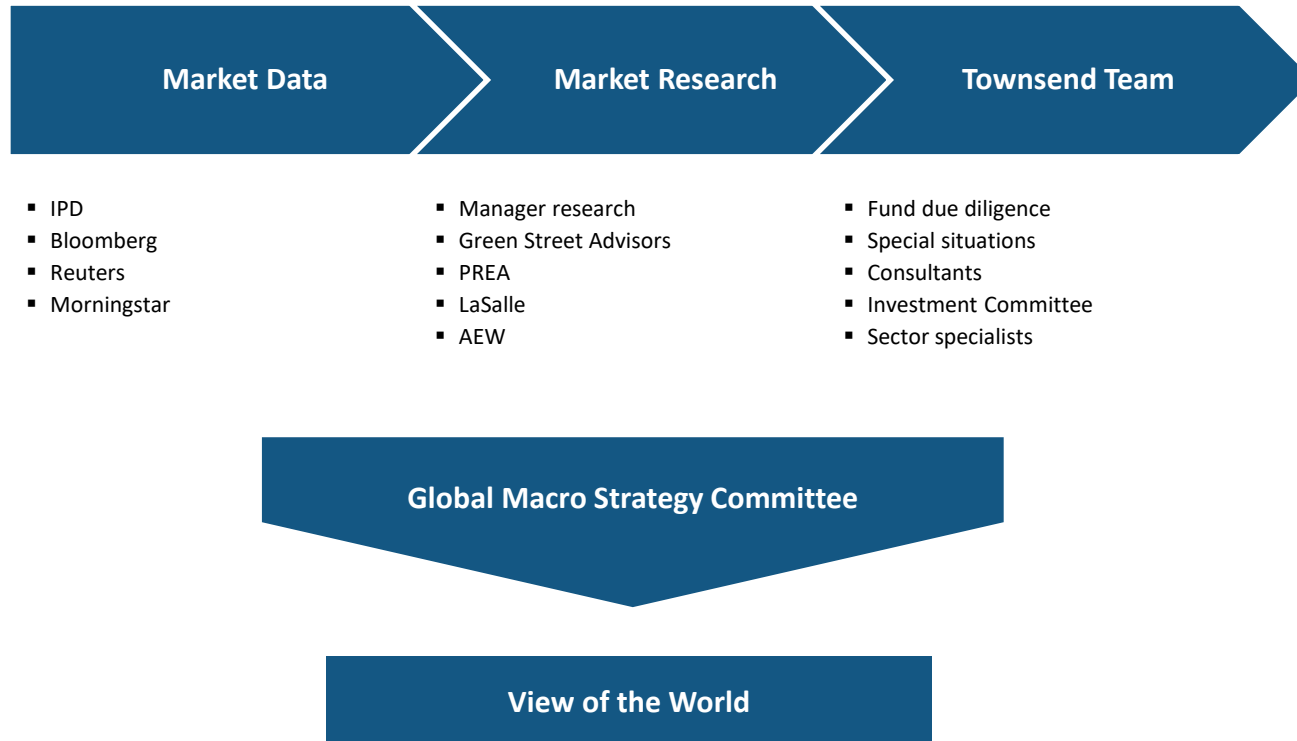 Market Data
Market Research
Townsend Team
▪ IPD
▪ Bloomberg
▪ Reuters
▪ Morningstar
▪ Manager research
▪ Green Street Advisors
▪ PREA
▪ LaSalle
▪ AEW
▪ Fund due diligence
▪ Special situations
▪ Consultants
▪ Investment Committee
▪ Sector specialists
Global Macro Strategy Committee
View of the World